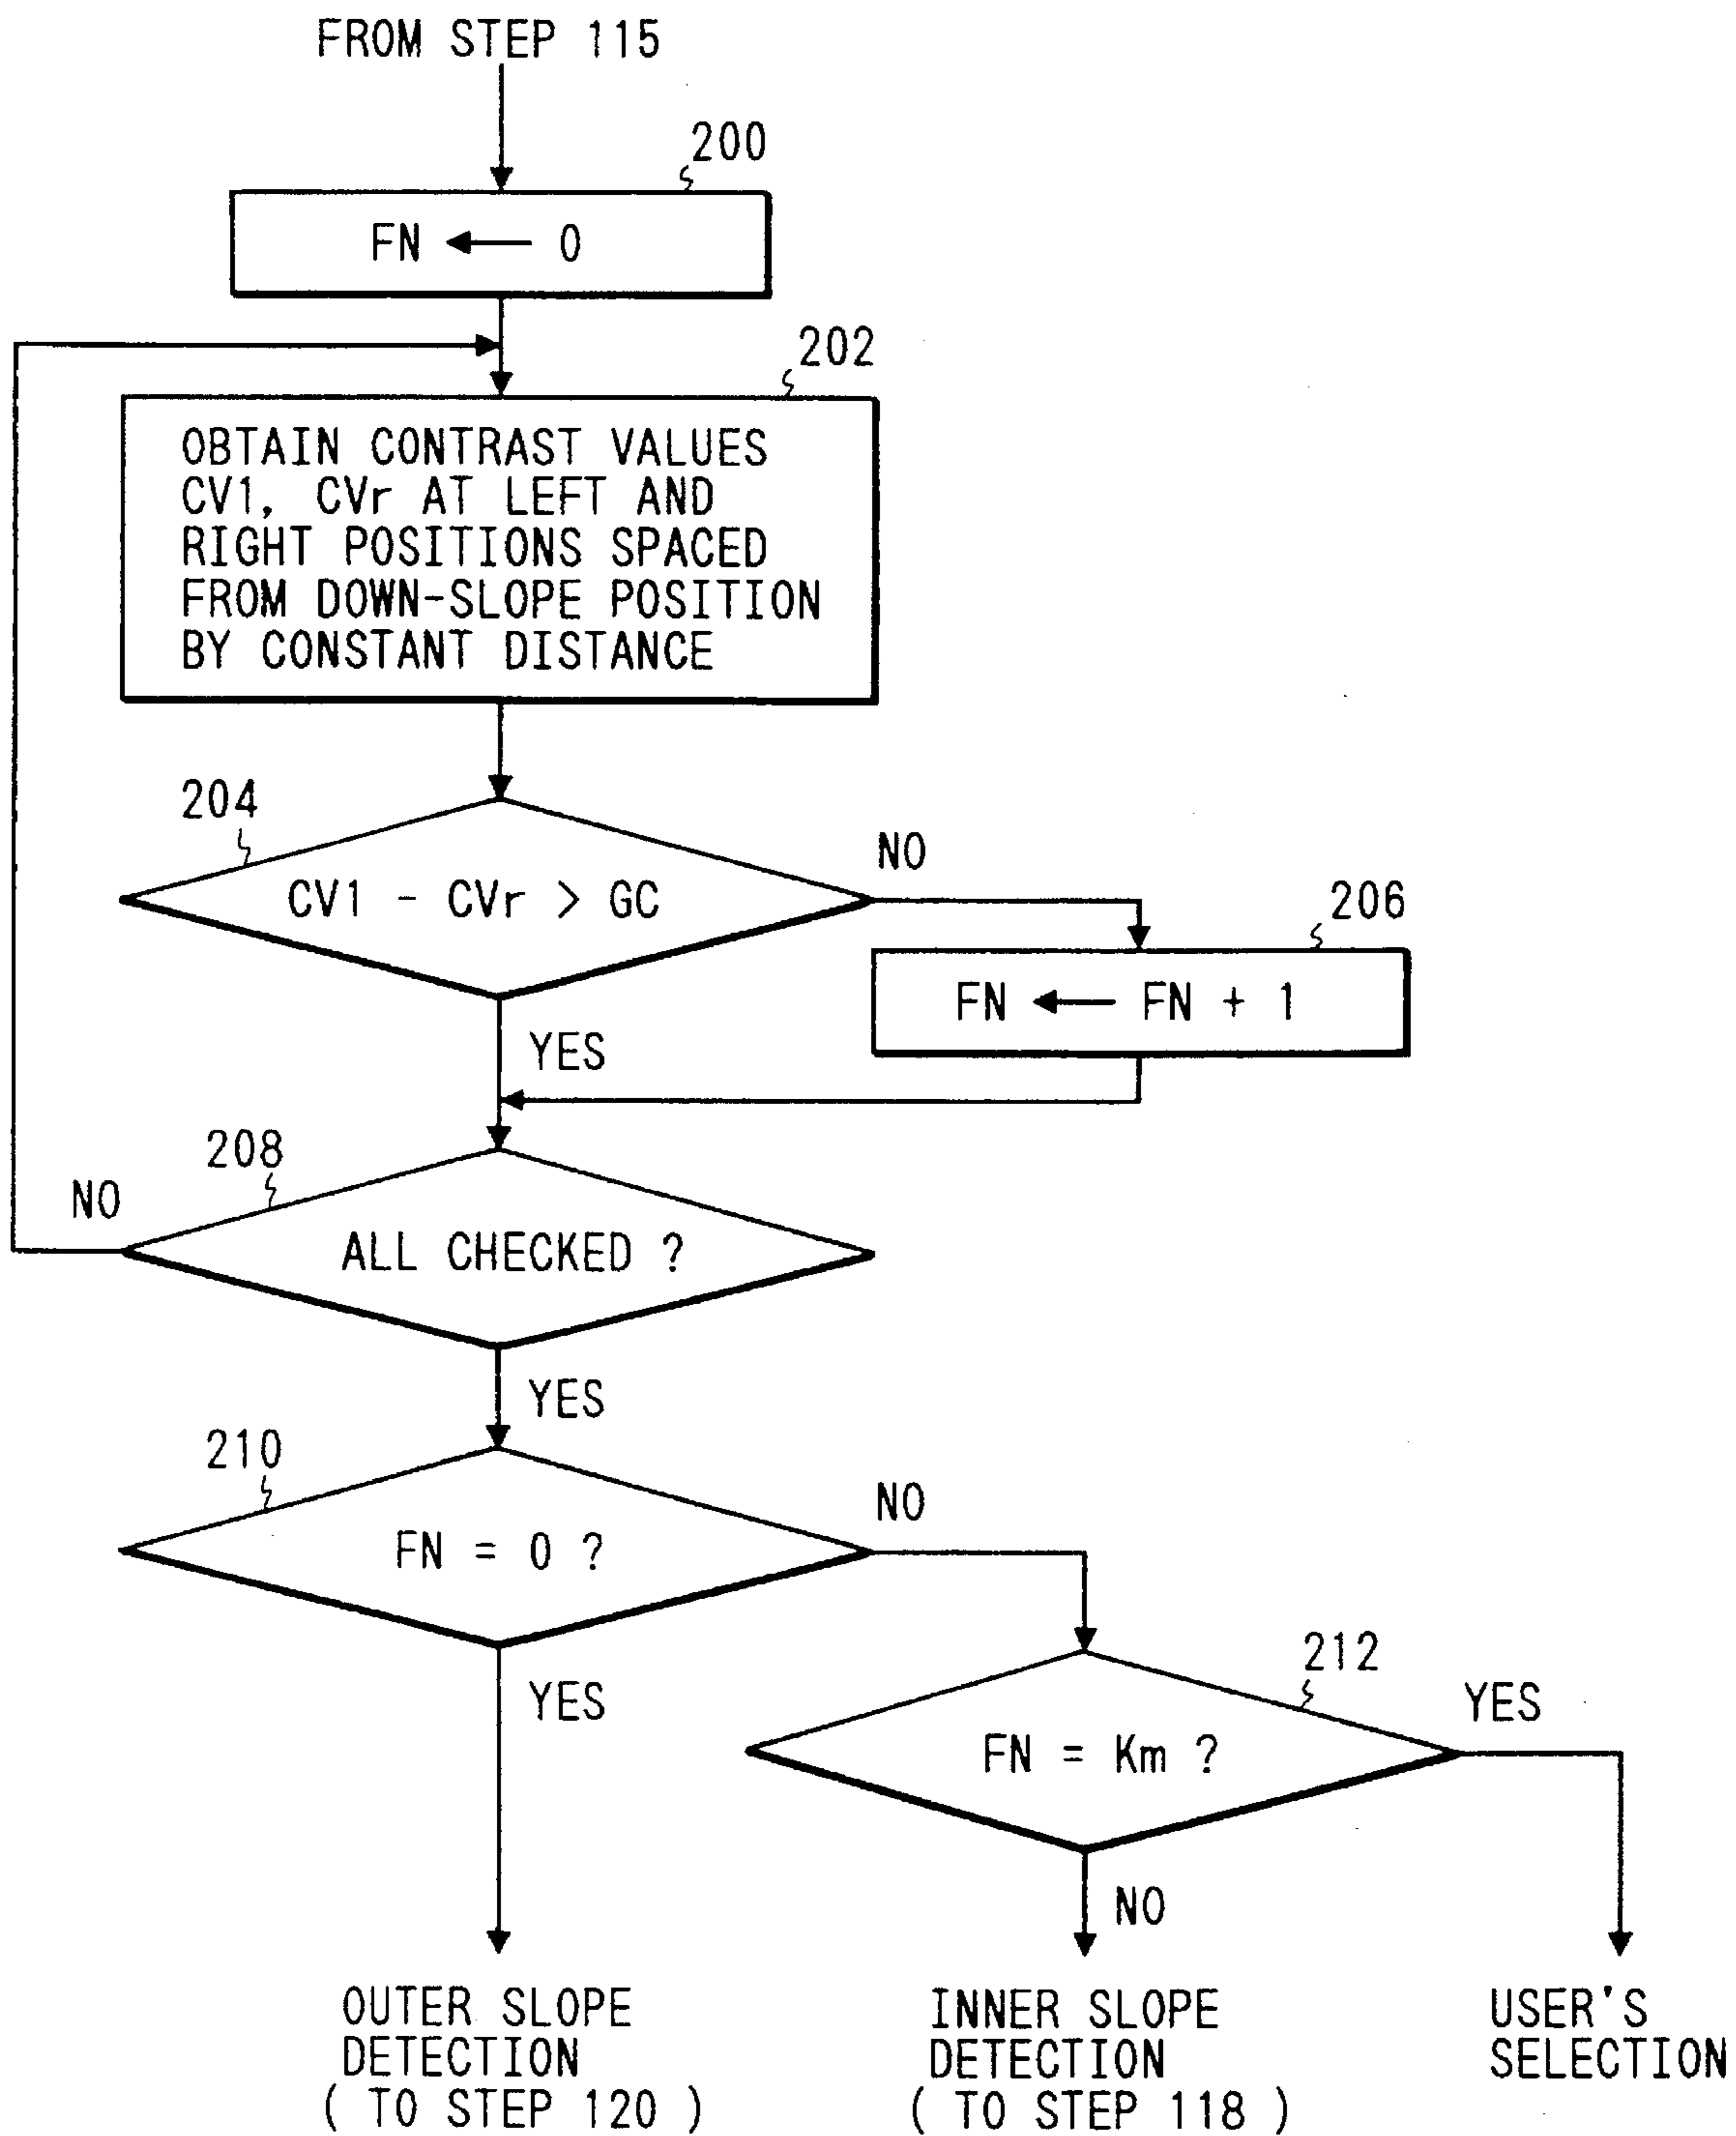 FROM STEP 115
200
FN ← 0
202
OBTAIN CONTRAST VALUES
CV1, CVr AT LEFT AND
RIGHT POSITIONS SPACED
FROM DOWN-SLOPE POSITION
BY CONSTANT DISTANCE
204
CV1 - CVr > GC
NO
206
FN ← FN + 1
YES
208
NO
ALL CHECKED ?
YES
210
FN = 0 ?
NO
YES
212
FN = Km ?
YES
NO
OUTER SLOPE
DETECTION
( TO STEP 120 )
INNER SLOPE
DETECTION
( TO STEP 118 )
USER'S
SELECTION